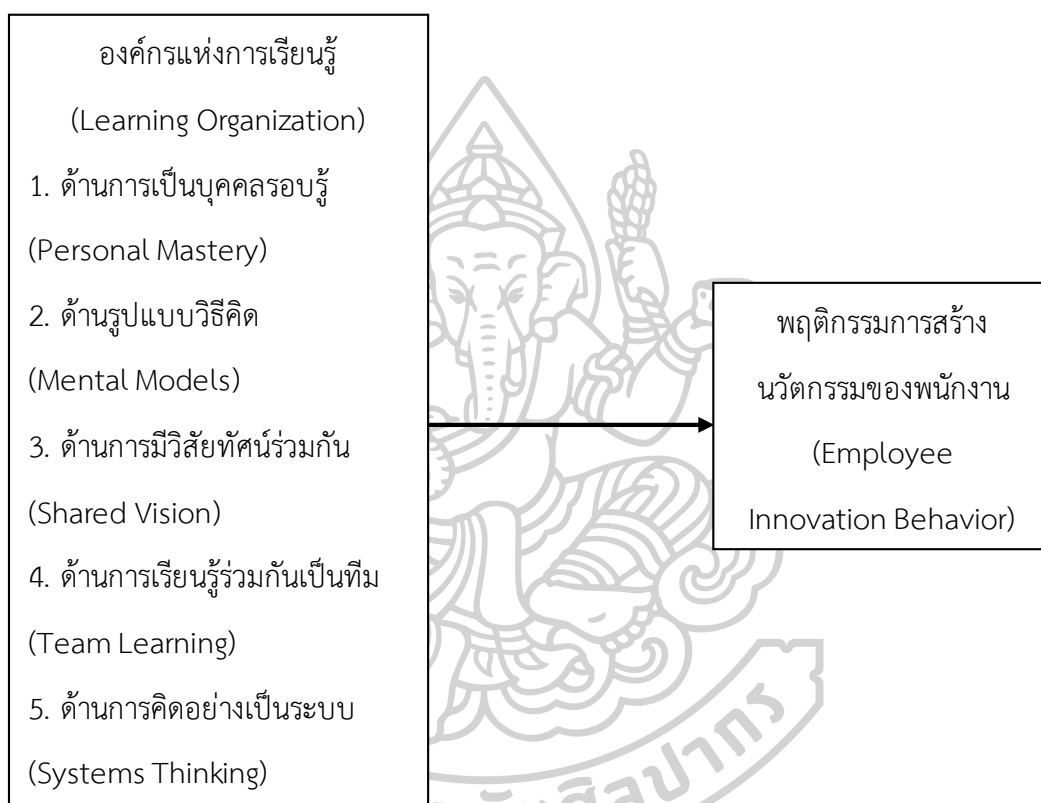 องค์กรแห่งการเรียนรู้
(Learning Organization)
1. ด้านการเป็นบุคคลรอบรู้
(Personal Mastery)
2. ด้านรูปแบบวิธีคิด
(Mental Models)
3. ด้านการมีวิสัยทัศน์ร่วมกัน
(Shared Vision)
4. ด้านการเรียนรู้ร่วมกันเป็นทีม
(Team Learning)
5. ด้านการคิดอย่างเป็นระบบ
(Systems Thinking)
พฤติกรรมการสร้าง
นวัตกรรมของพนักงาน
(Employee
Innovation Behavior)